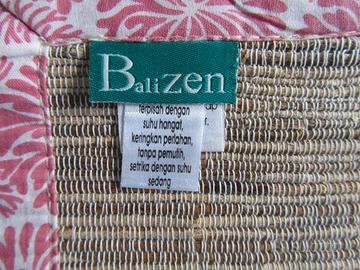 BaliZen
terpisah dengan
suhu hangat,
keringkan perlahan,
tanpa pemutih,
setrika dengan suhu
sedang